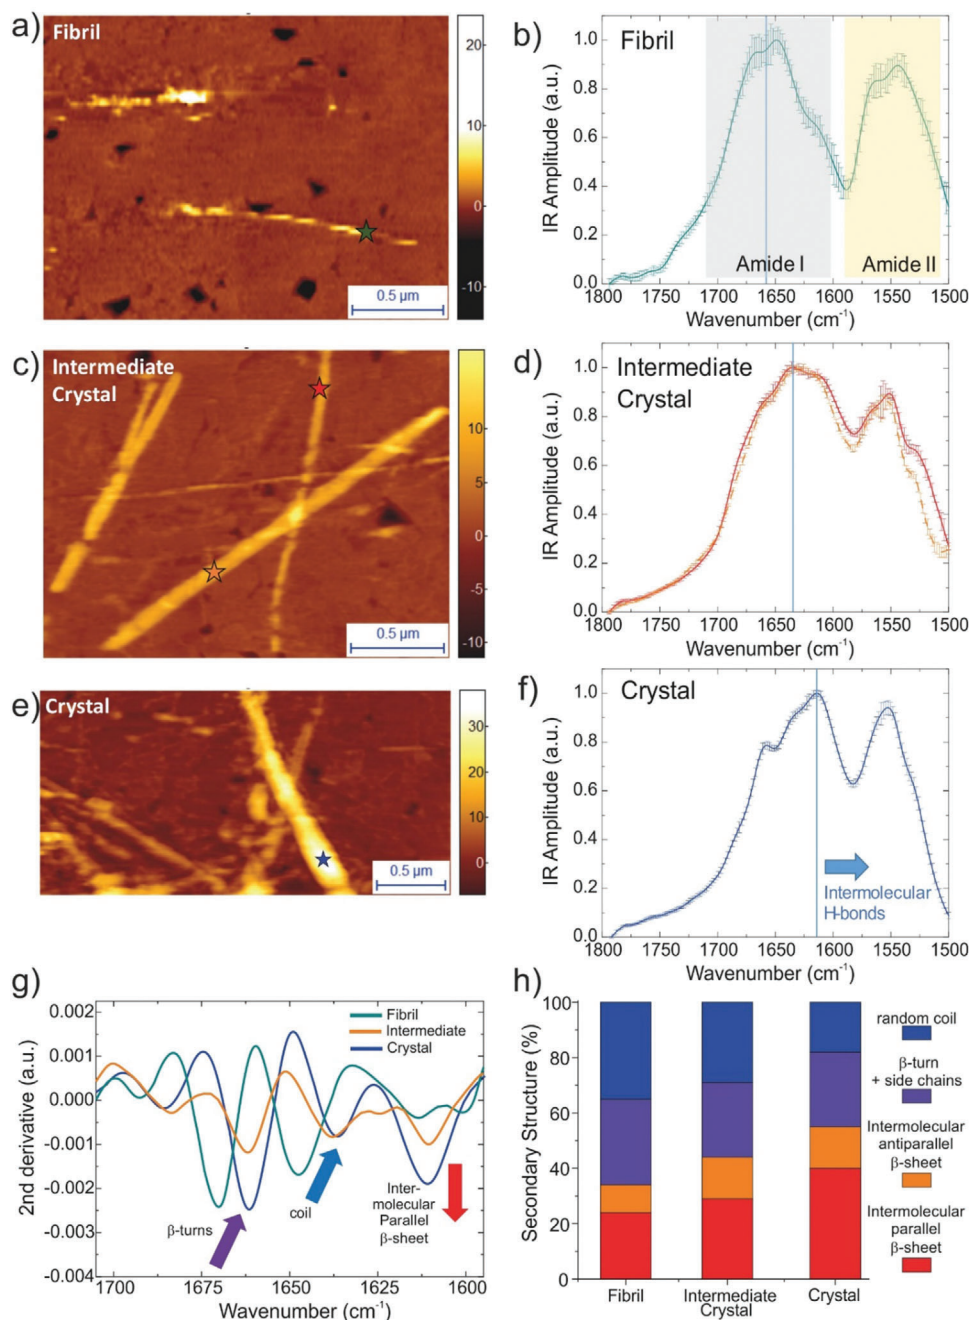 a)
Fibril
20
10
0
-10
0.5 µm
b)
Fibril
IR Amplitude (a.u.)
1.0
0.8
0.6
0.4
0.2
0.0
Amide I
Amide II
1800 1750 1700 1650 1600 1550 1500
Wavenumber (cm-1)
c)
Intermediate
Crystal
10
5
0
-5
-10
0.5 µm
d)
Intermediate
Crystal
IR Amplitude (a.u.)
1.0
0.8
0.6
0.4
0.2
0.0
1800 1750 1700 1650 1600 1550 1500
Wavenumber (cm-1)
e)
Crystal
30
20
10
0
0.5 µm
f)
Crystal
IR Amplitude (a.u.)
1.0
0.8
0.6
0.4
0.2
0.0
Intermolecular
H-bonds
1800 1750 1700 1650 1600 1550 1500
Wavenumber (cm-1)
g)
2nd derivative (a.u.)
0.002
0.001
0.000
-0.001
-0.002
-0.003
-0.004
Fibril
Intermediate
Crystal
β-turns
coil
Inter-
molecular
Parallel
β-sheet
1700 1675 1650 1625 1600
Wavenumber (cm-1)
h)
Secondary Structure (%)
100
80
60
40
20
0
Fibril
Intermediate
Crystal
Crystal
random coil
β-turn
+ side chains
Intermolecular
antiparallel
β-sheet
Intermolecular
parallel
β-sheet